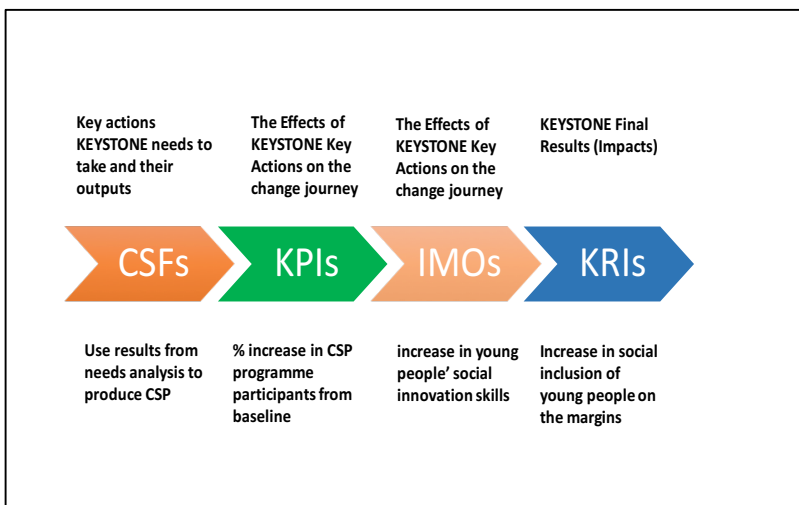 Key actions
KEYSTONE needs to
take and their
outputs
The Effects of
KEYSTONE Key
Actions on the
change journey
The Effects of
KEYSTONE Key
Actions on the
change journey
KEYSTONE Final
Results (Impacts)
CSFs
KPIs
IMOs
KRIs
Use results from
needs analysis to
produce CSP
% increase in CSP
programme
participants from
baseline
increase in young
people’ social
innovation skills
Increase in social
inclusion of
young people on
the margins